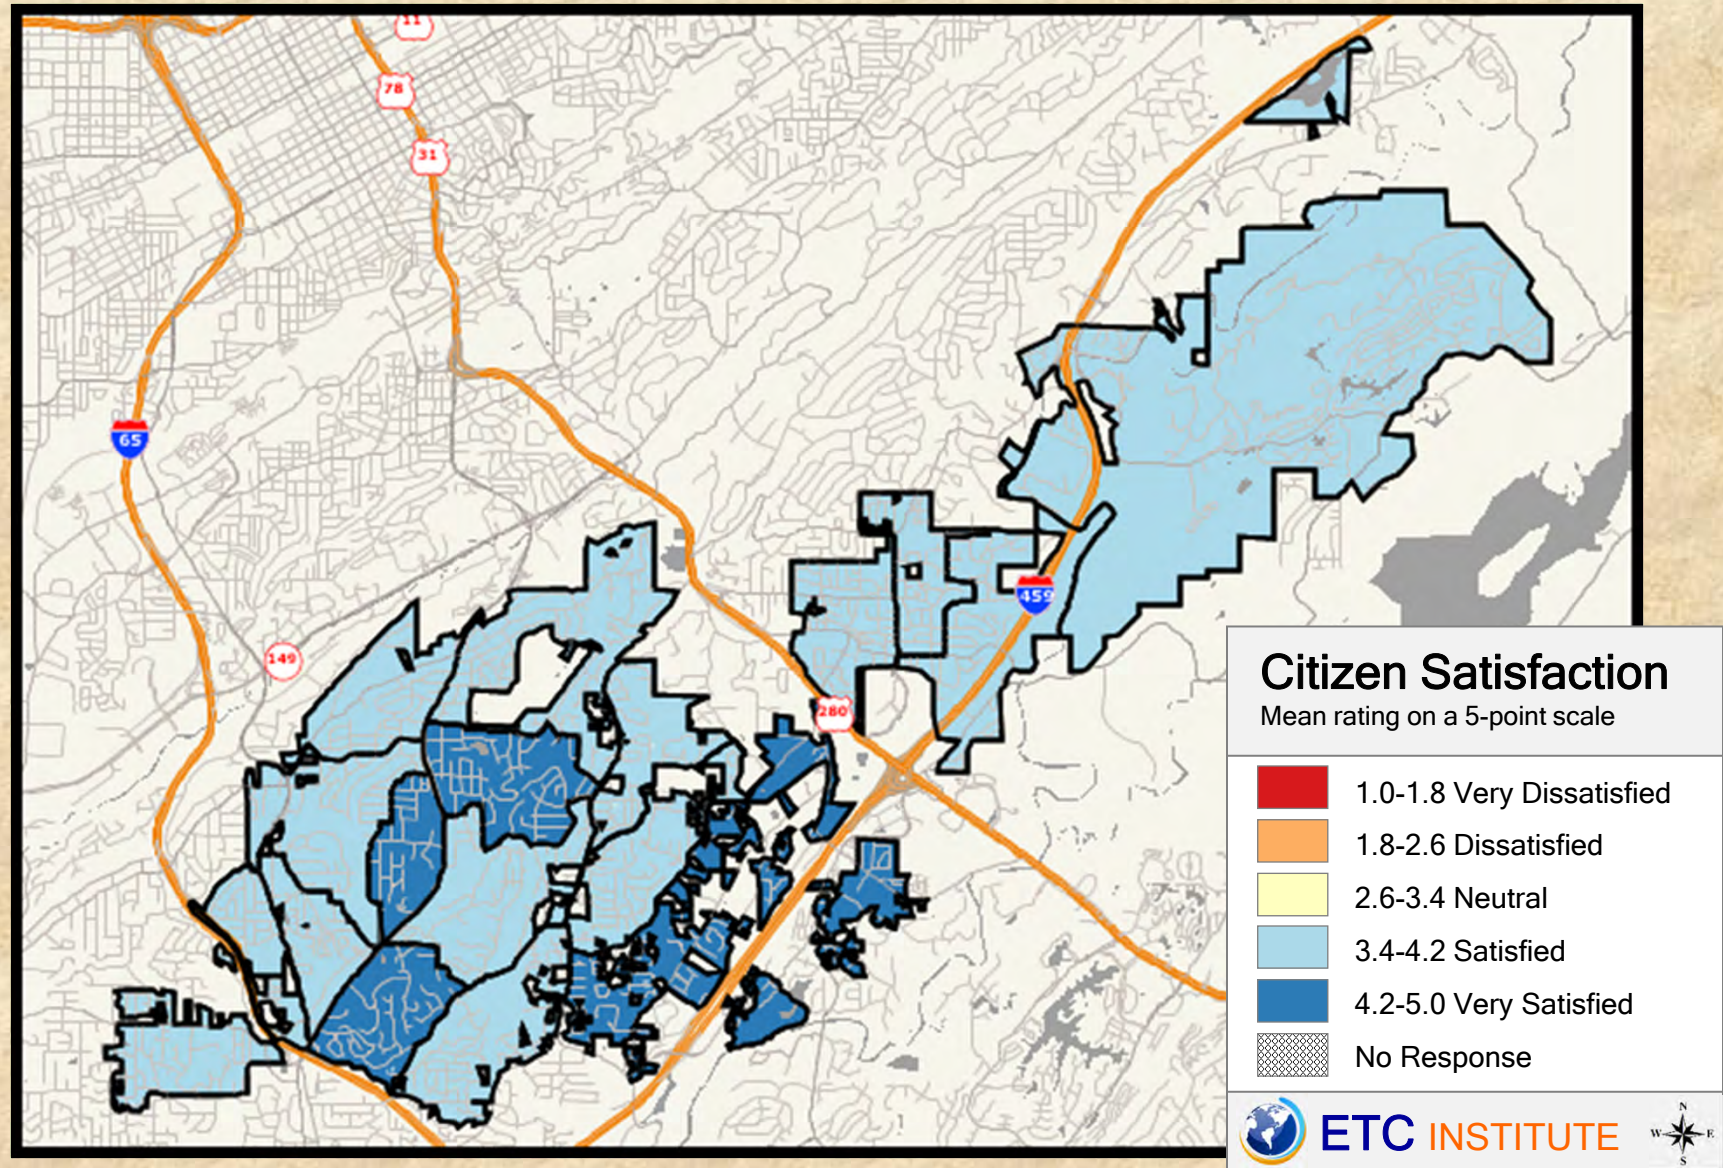 11
78
31
65
459
149
280
Citizen Satisfaction
Mean rating on a 5-point scale
1.0-1.8 Very Dissatisfied
1.8-2.6 Dissatisfied
2.6-3.4 Neutral
3.4-4.2 Satisfied
4.2-5.0 Very Satisfied
No Response
ETC INSTITUTE
N
W E
S